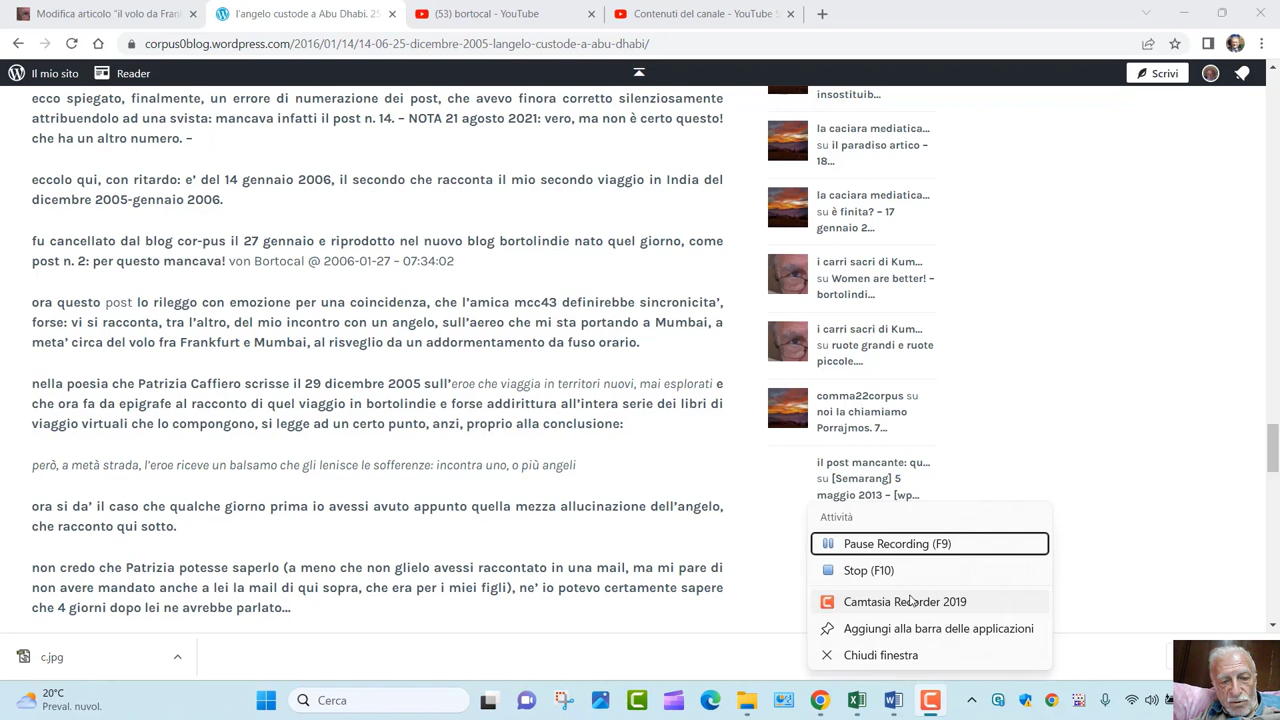 Modifica articolo "il volo da Fran
l'angelo custode a Abu Dhabi. 25
(53) bortocal - YouTube
Contenuti del canale - YouTube S
corpus0blog.wordpress.com/2016/01/14/14-06-25-dicembre-2005-langelo-custode-a-abu-dhabi/
Il mio sito
Reader
Scrivi
ecco spiegato, finalmente, un errore di numerazione dei post, che avevo finora corretto silenziosamente
attribuendolo ad una svista: mancava infatti il post n. 14. – NOTA 21 agosto 2021: vero, ma non è certo questo!
che ha un altro numero. –
eccolo qui, con ritardo: e' del 14 gennaio 2006, il secondo che racconta il mio secondo viaggio in India del
dicembre 2005-gennaio 2006.
fu cancellato dal blog cor-pus il 27 gennaio e riprodotto nel nuovo blog bortolindie nato quel giorno, come
post n. 2: per questo mancava! von Bortocal @ 2006-01-27 – 07:34:02
ora questo post lo rileggo con emozione per una coincidenza, che l'amica mcc43 definirebbe sincronicita',
forse: vi si racconta, tra l'altro, del mio incontro con un angelo, sull'aereo che mi sta portando a Mumbai, a
meta' circa del volo fra Frankfurt e Mumbai, al risveglio da un addormentamento da fuso orario.
nella poesia che Patrizia Caffiero scrisse il 29 dicembre 2005 sull'eroe che viaggia in territori nuovi, mai esplorati e
che ora fa da epigrafe al racconto di quel viaggio in bortolindie e forse addirittura all'intera serie dei libri di
viaggio virtuali che lo compongono, si legge ad un certo punto, anzi, proprio alla conclusione:
però, a metà strada, l'eroe riceve un balsamo che gli lenisce le sofferenze: incontra uno, o più angeli
ora si da' il caso che qualche giorno prima io avessi avuto appunto quella mezza allucinazione dell'angelo,
che racconto qui sotto.
non credo che Patrizia potesse saperlo (a meno che non glielo avessi raccontato in una mail, ma mi pare di
non avere mandato anche a lei la mail di qui sopra, che era per i miei figli), ne' io potevo certamente sapere
che 4 giorni dopo lei ne avrebbe parlato...
insostituib...
la caciara mediatica...
su il paradiso artico –
18...
la caciara mediatica...
su è finita? – 17
gennaio 2...
i carri sacri di Kum...
su Women are better! –
bortolindi...
i carri sacri di Kum...
su ruote grandi e ruote
piccole....
comma22corpus su
noi la chiamiamo
Porrajmos. 7...
il post mancante: qu...
su [Semarang] 5
maggio 2013 – [wp...
Attività
Pause Recording (F9)
Stop (F10)
Camtasia Recorder 2019
Aggiungi alla barra delle applicazioni
Chiudi finestra
c.jpg
20°C
Preval. nuvol.
Cerca